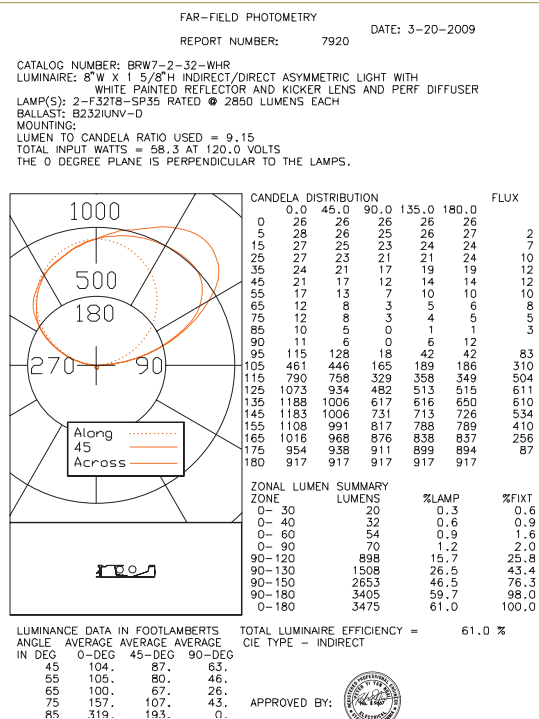 FAR-FIELD PHOTOMETRY
DATE: 3-20-2009
REPORT NUMBER: 7920
CATALOG NUMBER: BRW7-2-32-WHR
LUMINAIRE: 8"W X 1 5/8"H INDIRECT/DIRECT ASYMMETRIC LIGHT WITH
WHITE PAINTED REFLECTOR AND KICKER LENS AND PERF DIFFUSER
LAMP(S): 2-F32T8-SP35 RATED @ 2850 LUMENS EACH
BALLAST: B232IUNV-D
MOUNTING:
LUMEN TO CANDELA RATIO USED = 9.15
TOTAL INPUT WATTS = 58.3 AT 120.0 VOLTS
THE 0 DEGREE PLANE IS PERPENDICULAR TO THE LAMPS.
1000
500
180
270 90
Along
45
Across
CANDELA DISTRIBUTION FLUX
0.0 45.0 90.0 135.0 180.0
0 26 26 26 26 26
5 28 26 25 26 27 2
15 27 25 23 24 24 7
25 27 23 21 21 24 10
35 24 21 17 19 19 12
45 21 17 12 14 14 12
55 17 13 7 10 10 10
65 12 8 3 5 6 8
75 12 8 3 4 5 5
85 10 5 0 1 1 3
90 11 6 0 6 12
95 115 128 18 42 42 83
105 461 446 165 189 186 310
115 790 758 329 358 349 504
125 1073 934 482 513 515 611
135 1188 1006 617 616 650 610
145 1183 1006 731 713 726 534
155 1108 991 817 788 789 410
165 1016 968 876 838 837 256
175 954 938 911 899 894 87
180 917 917 917 917 917
ZONAL LUMEN SUMMARY
ZONE LUMENS %LAMP %FIXT
0- 30 20 0.3 0.6
0- 40 32 0.6 0.9
0- 60 54 0.9 1.6
0- 90 70 1.2 2.0
90-120 898 15.7 25.8
90-130 1508 26.5 43.4
90-150 2653 46.5 76.3
90-180 3405 59.7 98.0
0-180 3475 61.0 100.0
LUMINANCE DATA IN FOOTLAMBERTS
ANGLE AVERAGE AVERAGE AVERAGE
IN DEG 0-DEG 45-DEG 90-DEG
45 104. 87. 63.
55 105. 80. 46.
65 100. 67. 26.
75 157. 107. 43.
85 319. 193. 0.
TOTAL LUMINAIRE EFFICIENCY = 61.0 %
CIE TYPE - INDIRECT
APPROVED BY:
REGISTERED PROFESSIONAL ENGINEER
ELECTRICAL